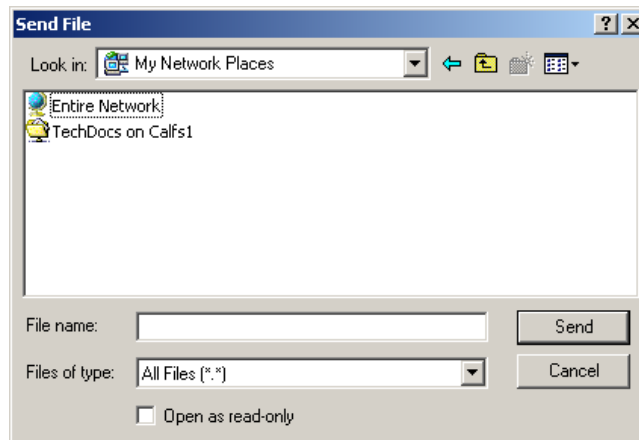 Send File
Look in: My Network Places
Entire Network
TechDocs on Calfs1
File name: Send
Files of type: All Files (*.*) Cancel
Open as read-only